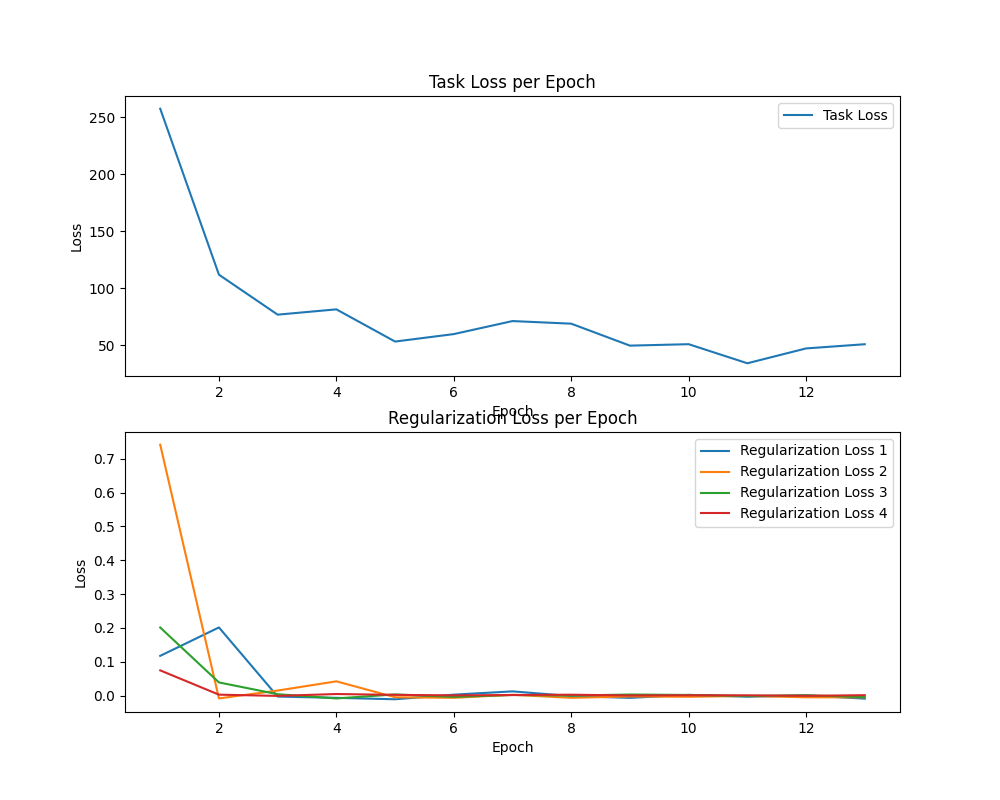 Task Loss per Epoch
Task Loss
250
200
150
100
50
Loss
2 4 6 8 10 12
Epoch
Regularization Loss per Epoch
Regularization Loss 1
Regularization Loss 2
Regularization Loss 3
Regularization Loss 4
0.7
0.6
0.5
0.4
0.3
0.2
0.1
0.0
Loss
2 4 6 8 10 12
Epoch